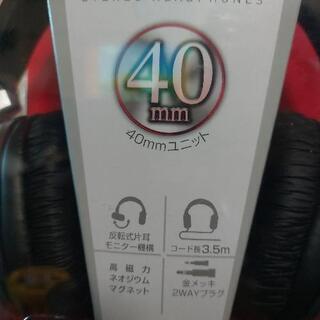 STEREO HEADPHONES
40
mm
40mmユニット
反転式片耳
モニター機構
コード長3.5m
高磁力
ネオジウム
マグネット
金メッキ
2WAYプラグ